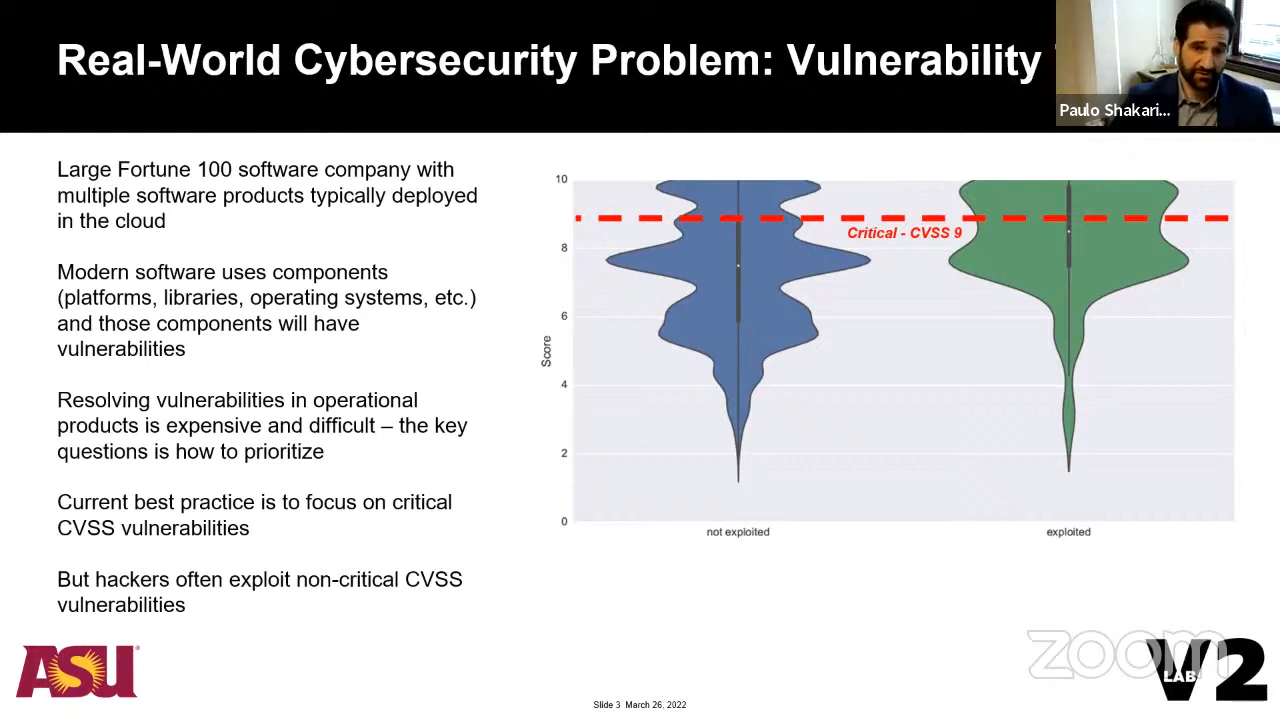 Real-World Cybersecurity Problem: Vulnerability
Paulo Shakari...
Large Fortune 100 software company with
multiple software products typically deployed
in the cloud
Modern software uses components
(platforms, libraries, operating systems, etc.)
and those components will have
vulnerabilities
Resolving vulnerabilities in operational
products is expensive and difficult – the key
questions is how to prioritize
Current best practice is to focus on critical
CVSS vulnerabilities
But hackers often exploit non-critical CVSS
vulnerabilities
10
8
6
4
2
0
Score
Critical - CVSS 9
not exploited
exploited
ASU
zoom
V2
LAB
Slide 3 March 26, 2022